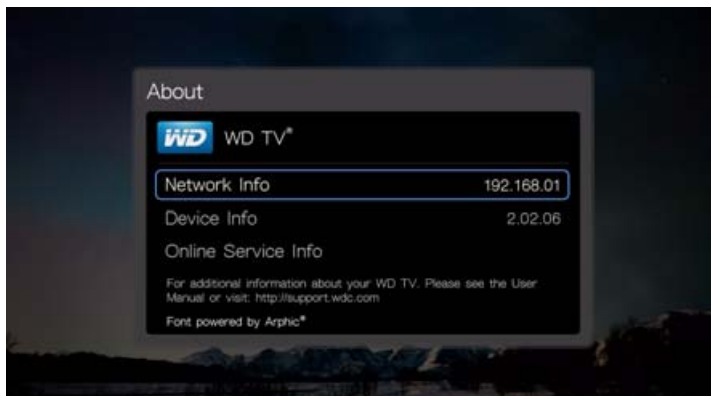 About
WD WD TV®
Network Info 192.168.01
Device Info 2.02.06
Online Service Info
For additional information about your WD TV. Please see the User
Manual or visit: http://support.wdc.com
Font powered by Arphic®